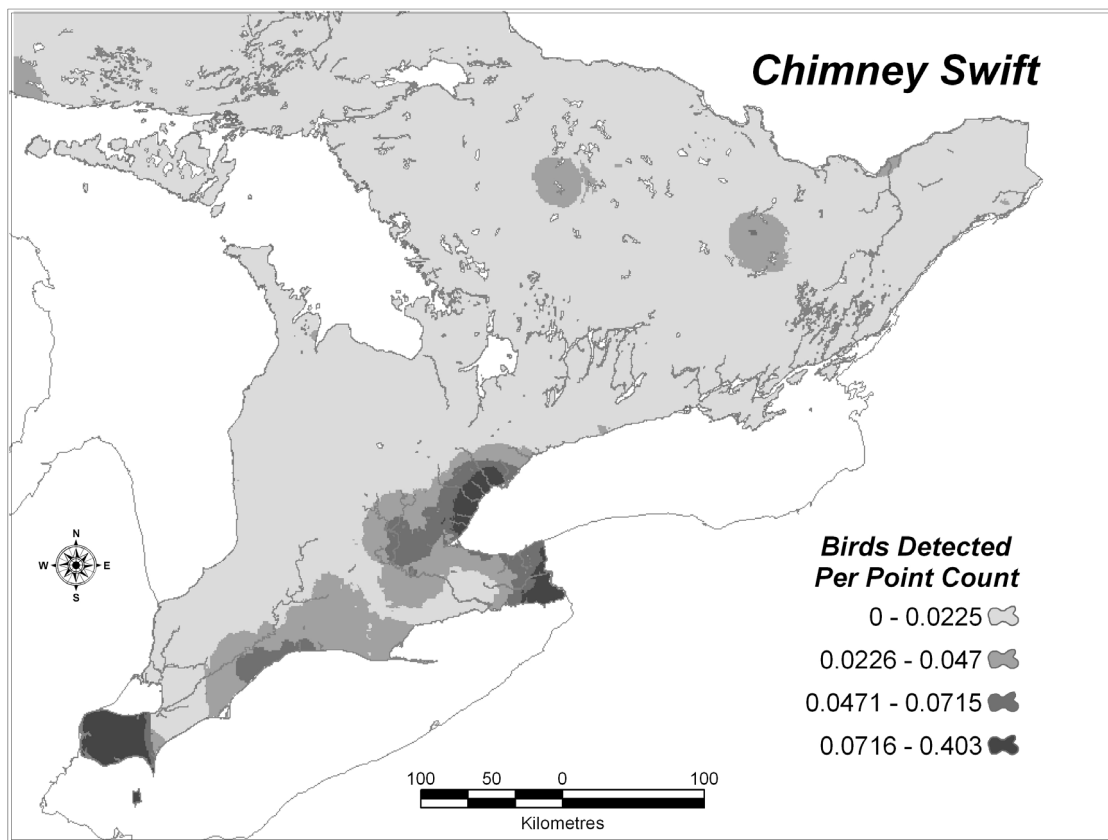 Chimney Swift
N
W E
S
Birds Detected
Per Point Count
0 - 0.0225
0.0226 - 0.047
0.0471 - 0.0715
0.0716 - 0.403
100 50 0 100
Kilometres